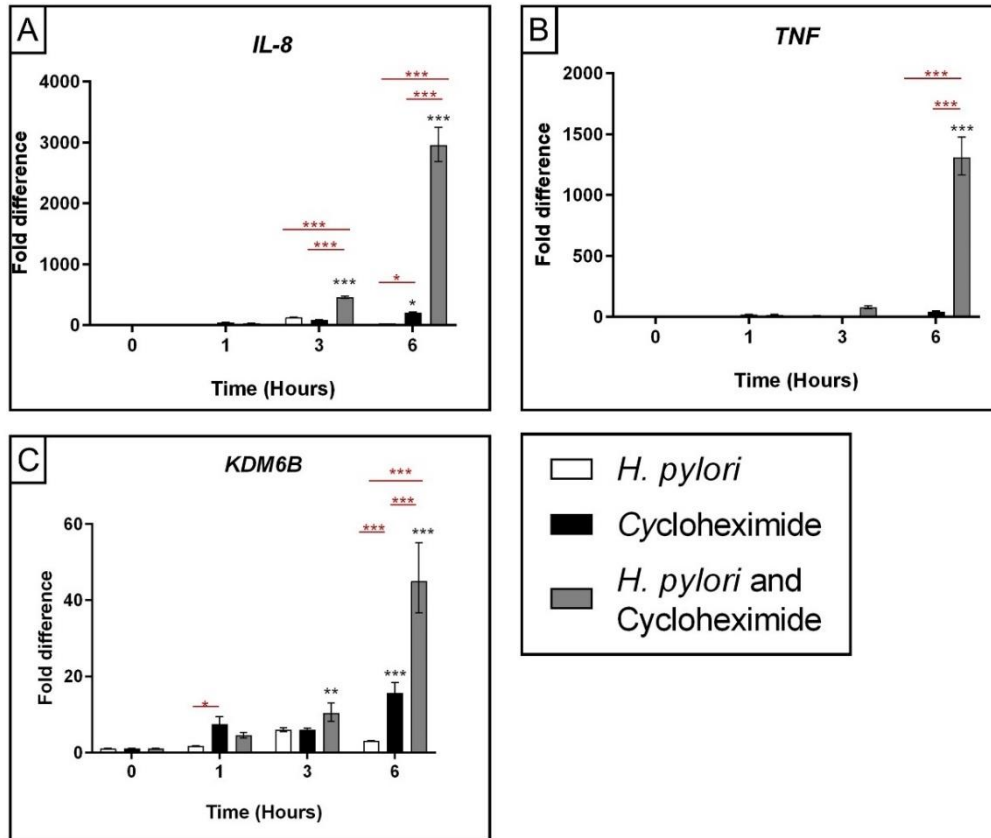 A
IL-8
Fold difference
4000
3000
2000
1000
0
***
***
***
***
***
***
*
*
0 1 3 6
Time (Hours)
B
TNF
Fold difference
2000
1500
1000
500
0
***
***
***
0 1 3 6
Time (Hours)
C
KDM6B
Fold difference
60
40
20
0
***
***
***
***
***
**
*
0 1 3 6
Time (Hours)
H. pylori
Cycloheximide
H. pylori and
Cycloheximide